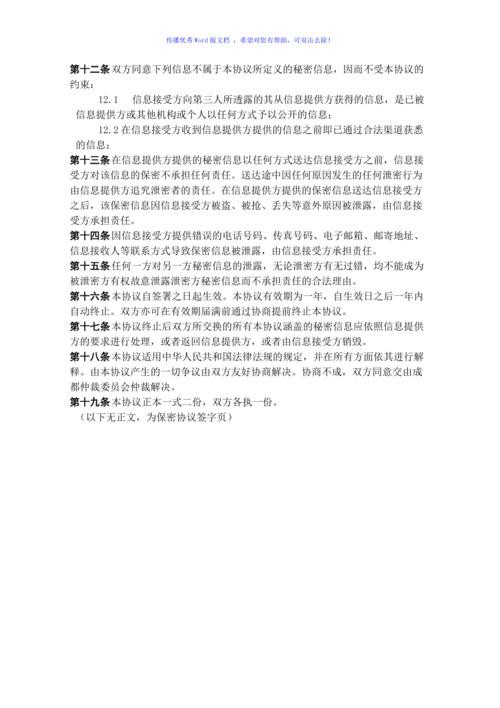 传播优秀Word版文档 ，希望对您有帮助，可双击去除！
第十二条 双方同意下列信息不属于本协议所定义的秘密信息，因而不受本协议的
约束：
12.1 信息接受方向第三人所透露的其从信息提供方获得的信息，是已被
信息提供方或其他机构或个人以任何方式予以公开的信息；
12.2 在信息接受方收到信息提供方提供的信息之前即已通过合法渠道获悉
的信息；
第十三条 在信息提供方提供的秘密信息以任何方式送达信息接受方之前，信息接
受方对该信息的保密不承担任何责任。送达途中因任何原因发生的任何泄密行为
由信息提供方追究泄密者的责任。在信息提供方提供的保密信息送达信息接受方
之后，该保密信息因信息接受方被盗、被抢、丢失等意外原因被泄露，由信息接
受方承担责任。
第十四条 因信息接受方提供错误的电话号码、传真号码、电子邮箱、邮寄地址、
信息接收人等联系方式导致保密信息被泄露，由信息接受方承担责任。
第十五条 任何一方对另一方秘密信息的泄露，无论泄密方有无过错，均不能成为
被泄密方有权故意泄露泄密方秘密信息而不承担责任的合法理由。
第十六条 本协议自签署之日起生效。本协议有效期为一年，自生效日之后一年内
自动终止。双方亦可在有效期届满前通过协商提前终止本协议。
第十七条 本协议终止后双方所交换的所有本协议涵盖的秘密信息应依照信息提供
方的要求进行处理，或者返回信息提供方，或者由信息接受方销毁。
第十八条 本协议适用中华人民共和国法律法规的规定，并在所有方面依其进行解
释。由本协议产生的一切争议由双方友好协商解决。协商不成，双方同意交由成
都仲裁委员会仲裁解决。
第十九条 本协议正本一式二份，双方各执一份。
（以下无正文，为保密协议签字页）